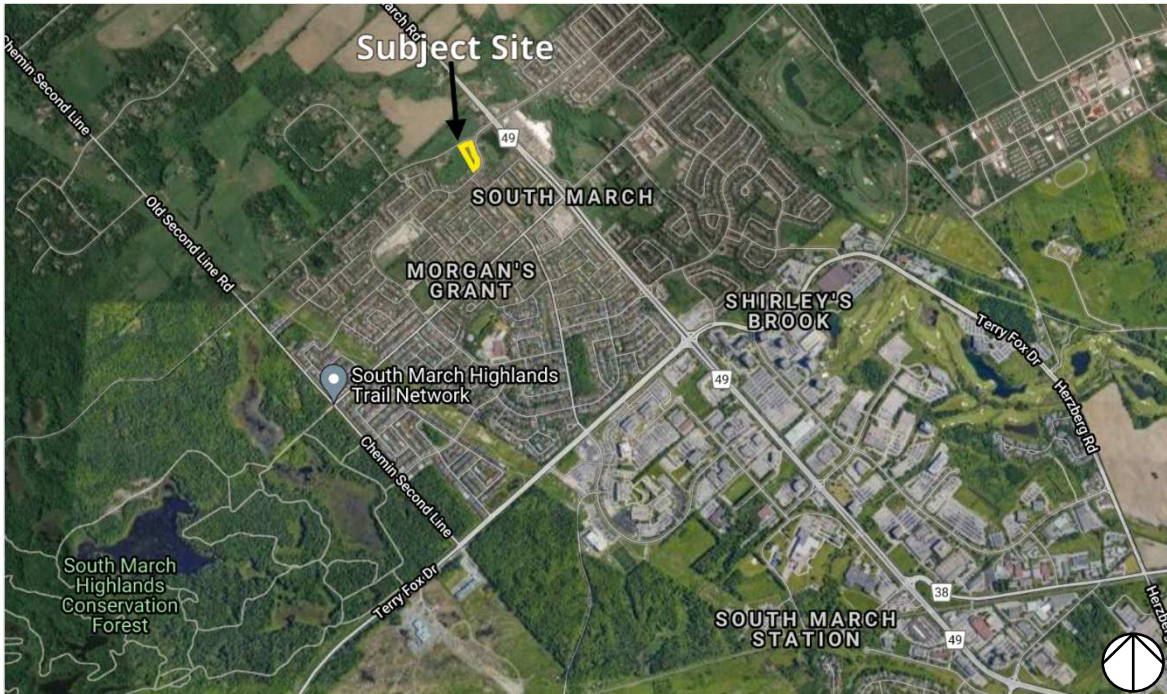 arch Rd
Subject Site
Chemin Second Line
49
SOUTH MARCH
Old Second Line Rd
MORGAN'S
GRANT
SHIRLEY'S
BROOK
Terry Fox Dr
South March Highlands
Trail Network
49
Herzberg Rd
Chemin Second Line
South March
Highlands
Conservation
Forest
Terry Fox Dr
38
SOUTH MARCH
STATION
49
Herzberg